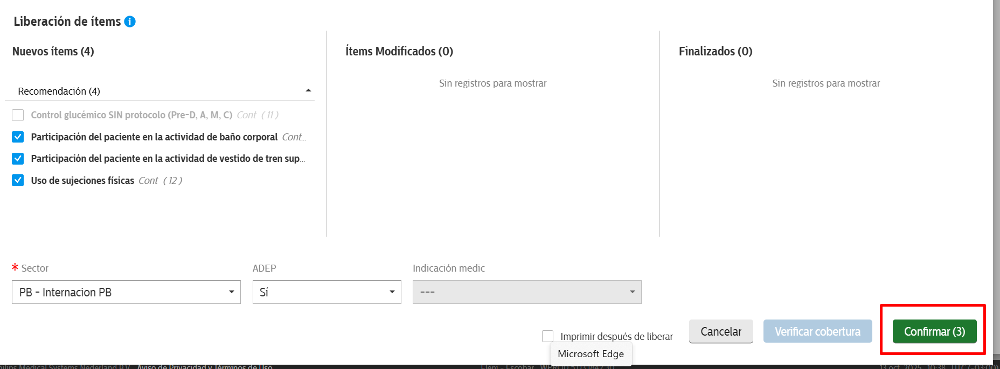 Liberación de ítems
Nuevos ítems (4)
Recomendación (4)
Control glucémico SIN protocolo (Pre-D, A, M, C) Cont (11)
Participación del paciente en la actividad de baño corporal Cont...
Participación del paciente en la actividad de vestido de tren sup...
Uso de sujeciones físicas Cont (12)
Ítems Modificados (0)
Sin registros para mostrar
Finalizados (0)
Sin registros para mostrar
* Sector
PB - Internacion PB
ADEP
Sí
Indicación medic
---
Imprimir después de liberar
Cancelar
Verificar cobertura
Confirmar (3)
Microsoft Edge
Medical Systems Nederland B.V. Aviso de Privacidad y Términos de Uso
Eleni - Escobar
13 oct. 2025 10:38 UTC (-03:00)